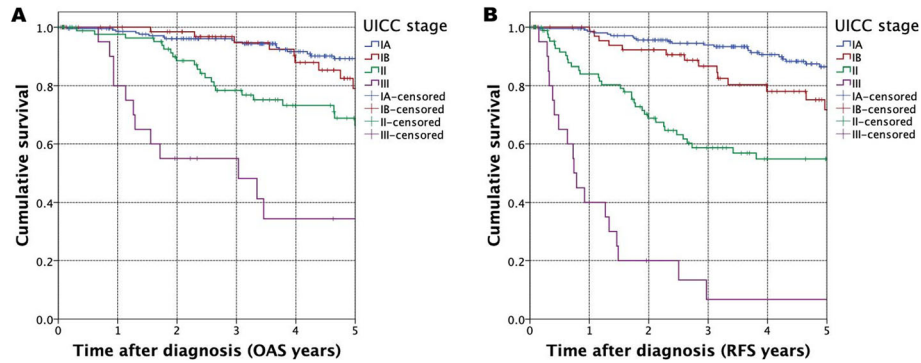 A
UICC stage
IA
IB
II
III
IA-censored
IB-censored
II-censored
III-censored
Cumulative survival
1.0
0.8
0.6
0.4
0.2
0.0
0 1 2 3 4 5
Time after diagnosis (OAS years)
B
UICC stage
IA
IB
II
III
IA-censored
IB-censored
II-censored
III-censored
Cumulative survival
1.0
0.8
0.6
0.4
0.2
0.0
0 1 2 3 4 5
Time after diagnosis (RFS years)